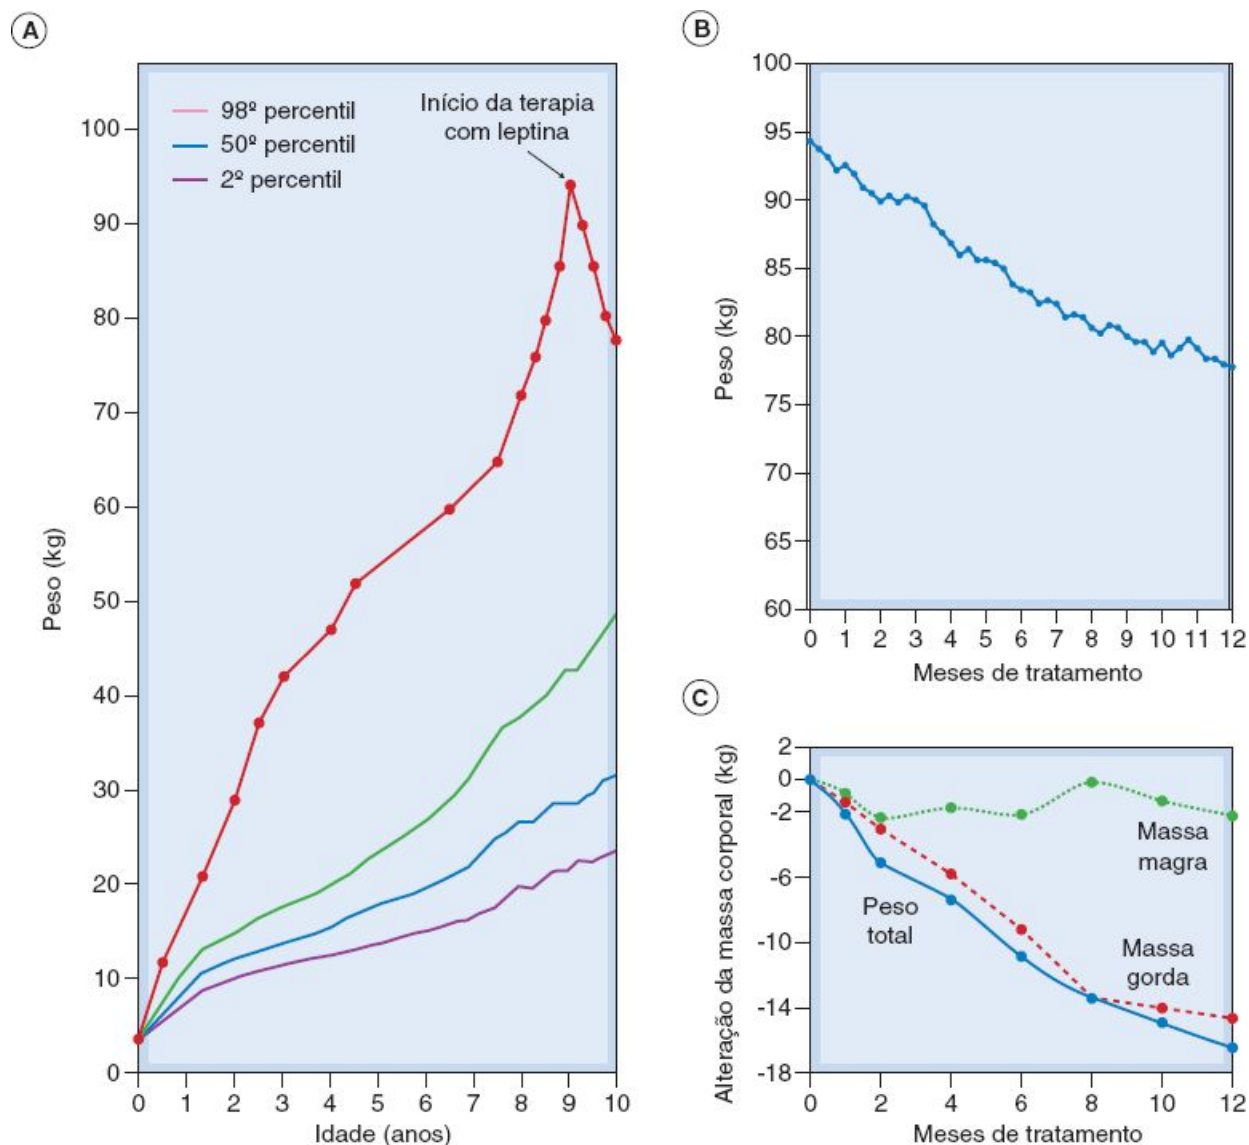 A
98º percentil
50º percentil
2º percentil
Início da terapia
com leptina
100
90
80
70
60
50
40
30
20
10
0
Peso (kg)
0 1 2 3 4 5 6 7 8 9 10
Idade (anos)
B
100
95
90
85
80
75
70
65
60
Peso (kg)
0 1 2 3 4 5 6 7 8 9 10 11 12
Meses de tratamento
C
2
0
-2
-6
-10
-14
-18
Alteração da massa corporal (kg)
Massa
magra
Peso
total
Massa
gorda
0 2 4 6 8 10 12
Meses de tratamento